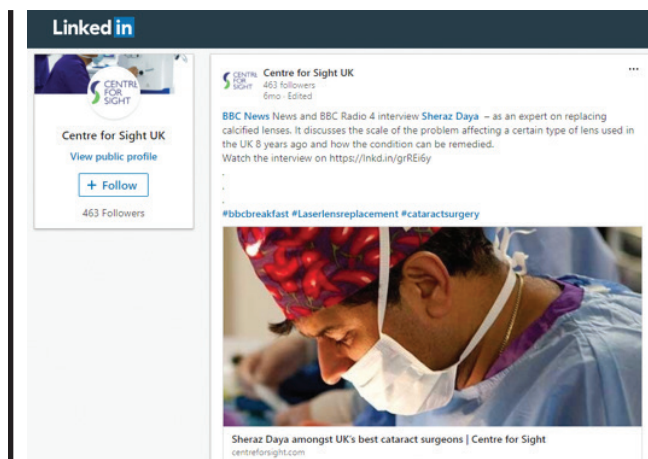 Linked in
CENTRE
FOR
SIGHT
Centre for Sight UK
View public profile
+ Follow
463 Followers
CENTRE
FOR
SIGHT
Centre for Sight UK
463 followers
6mo · Edited
...
BBC News News and BBC Radio 4 interview Sheraz Daya – as an expert on replacing
calcified lenses. It discusses the scale of the problem affecting a certain type of lens used in
the UK 8 years ago and how the condition can be remedied.
Watch the interview on https://lnkd.in/grREi6y
.
.
.
#bbcbreakfast #Laserlensreplacement #cataractsurgery
Sheraz Daya amongst UK's best cataract surgeons | Centre for Sight
centreforsight.com